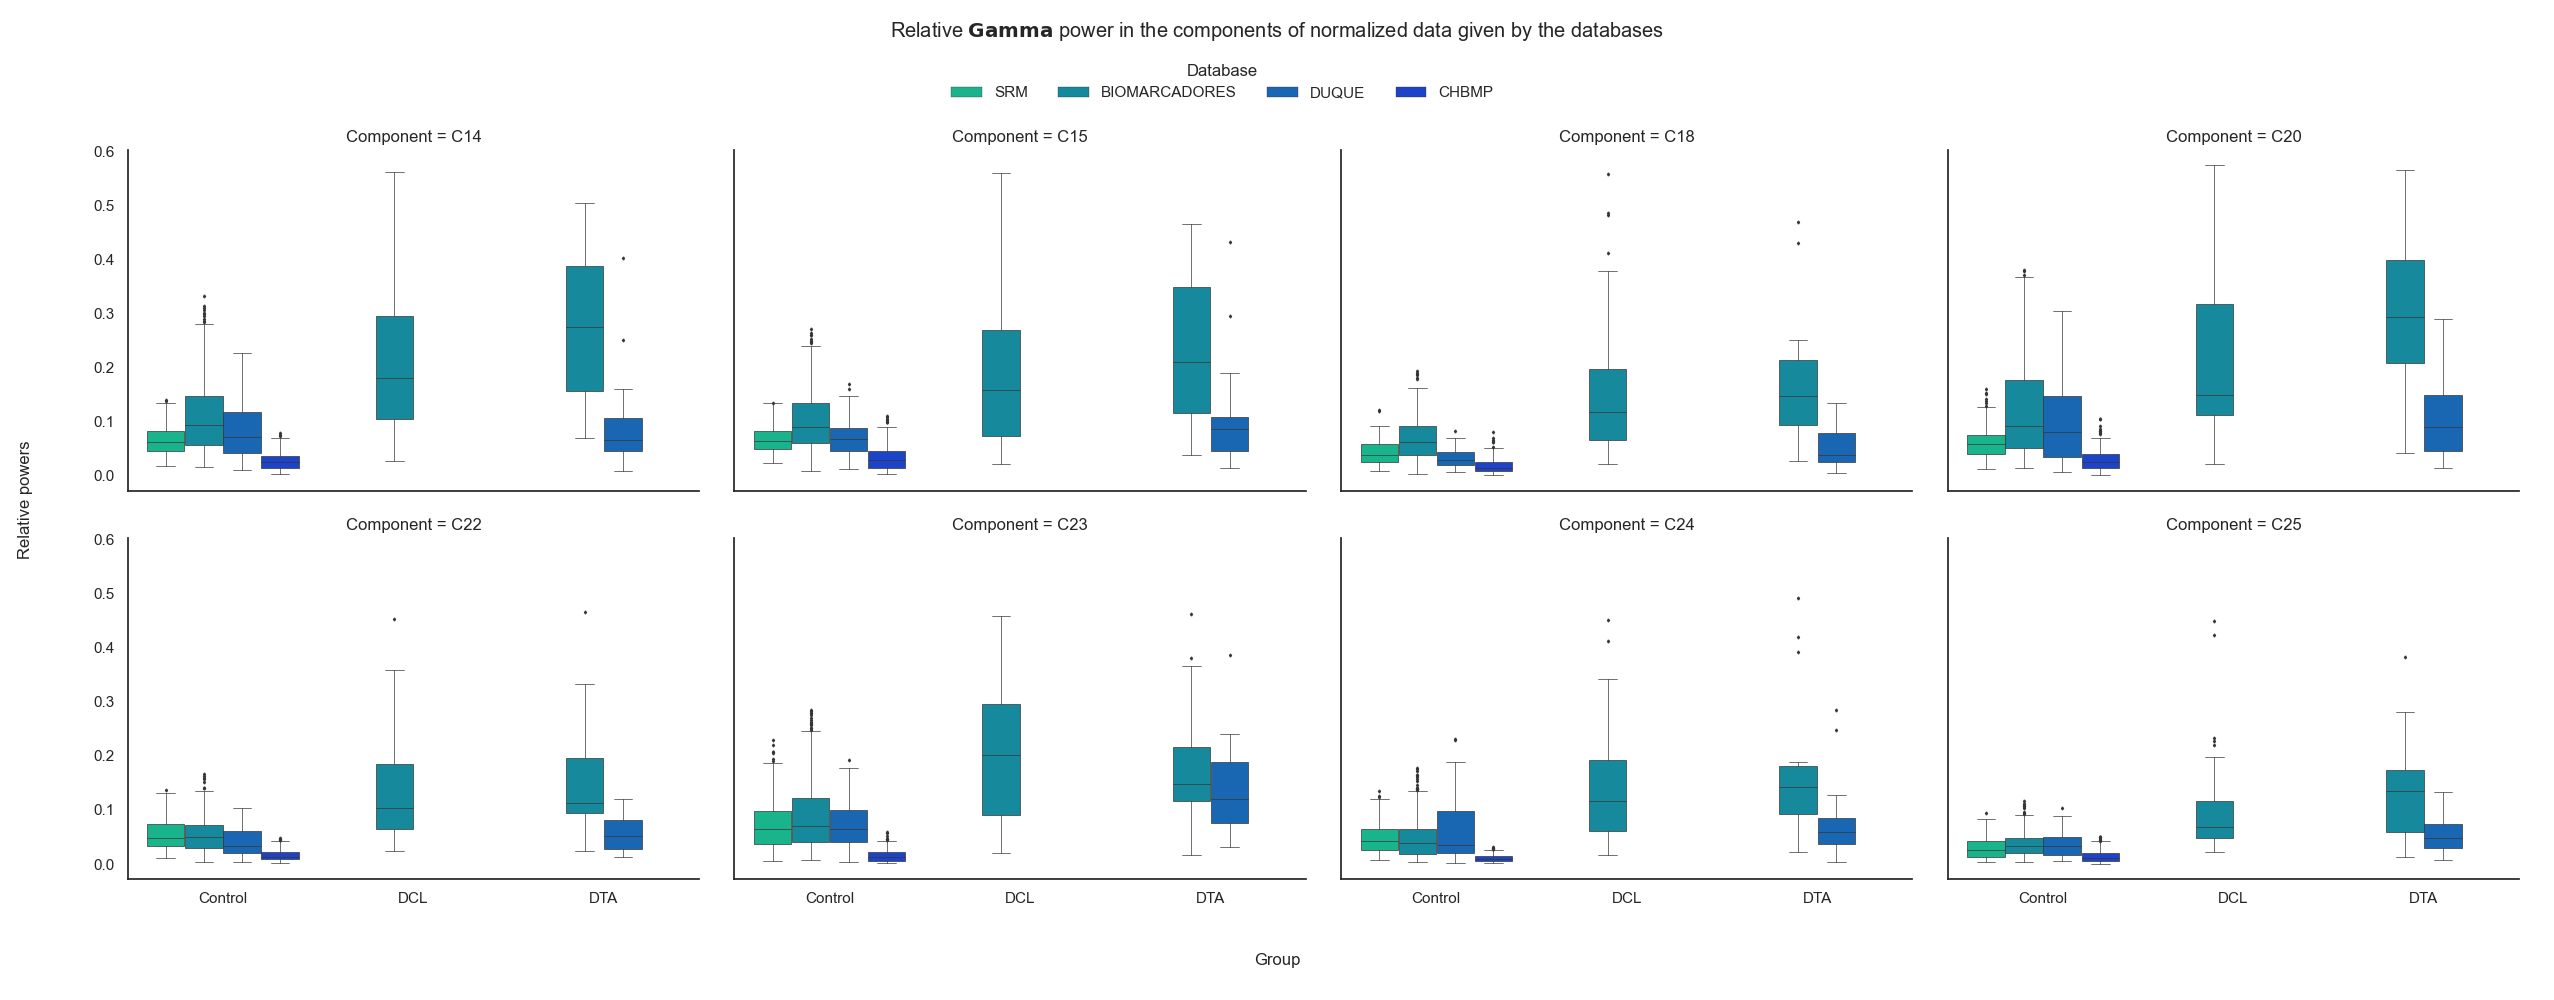 Relative Gamma power in the components of normalized data given by the databases
Database
SRM BIOMARCADORES DUQUE CHBMP
Component = C14 Component = C15 Component = C18 Component = C20
0.6
0.5
0.4
0.3
0.2
0.1
0.0
Relative powers
Component = C22 Component = C23 Component = C24 Component = C25
0.6
0.5
0.4
0.3
0.2
0.1
0.0
Control DCL DTA Control DCL DTA Control DCL DTA Control DCL DTA
Group